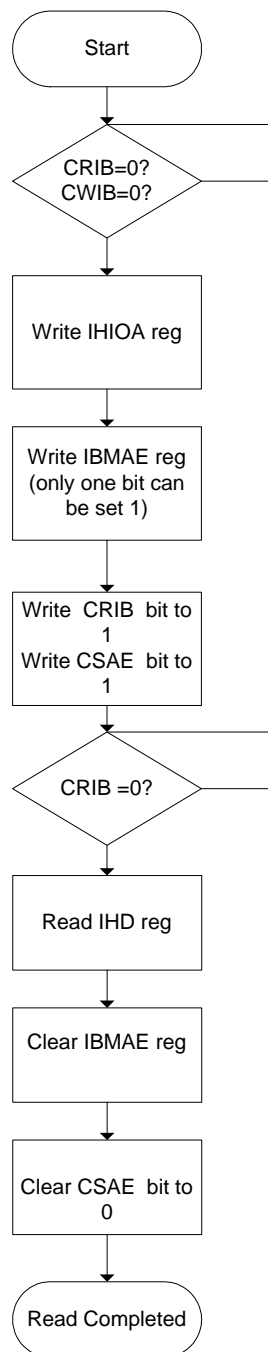 Start
CRIB=0?
CWIB=0?
Write IHIOA reg
Write IBMAE reg
(only one bit can
be set 1)
Write CRIB bit to
1
Write CSAE bit to
1
CRIB =0?
Read IHD reg
Clear IBMAE reg
Clear CSAE bit to
0
Read Completed